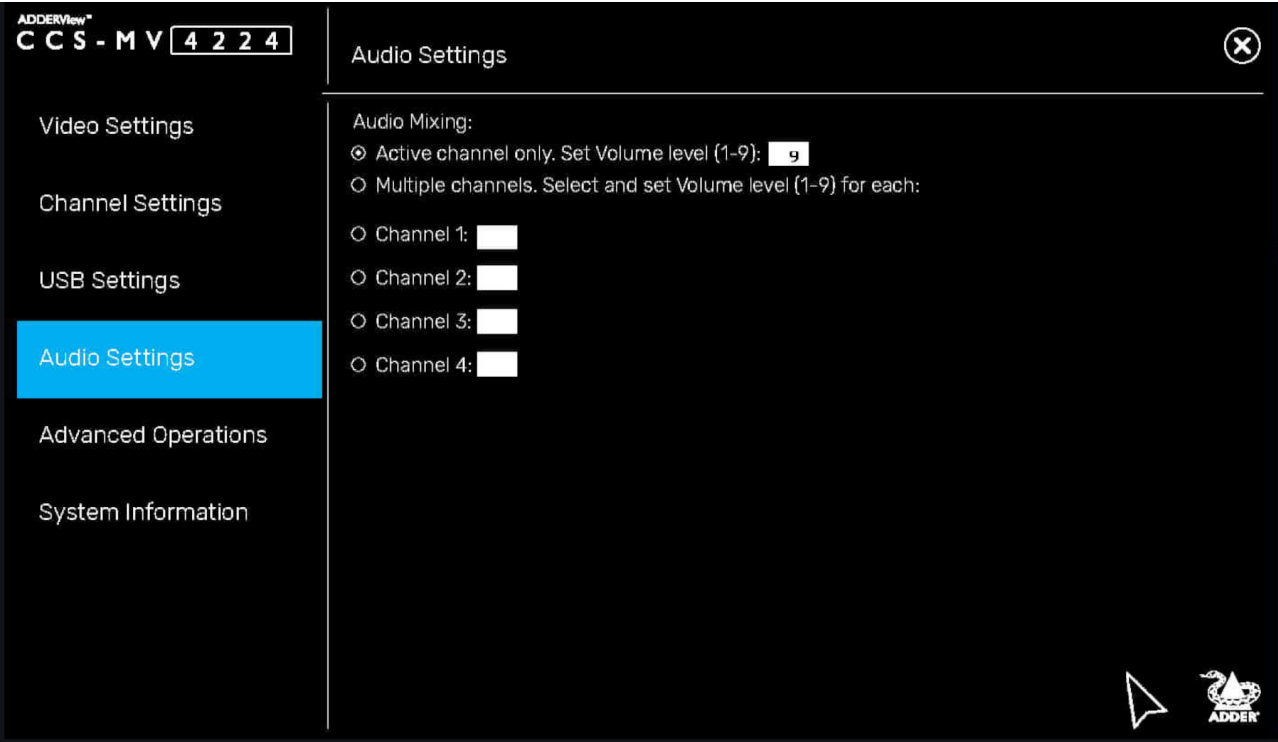 ADDERView™
CCS-MV 4224
Audio Settings
Video Settings
Channel Settings
USB Settings
Audio Settings
Advanced Operations
System Information
Audio Mixing:
Active channel only. Set Volume level (1-9): 9
Multiple channels. Select and set Volume level (1-9) for each:
Channel 1:
Channel 2:
Channel 3:
Channel 4:
ADDER®